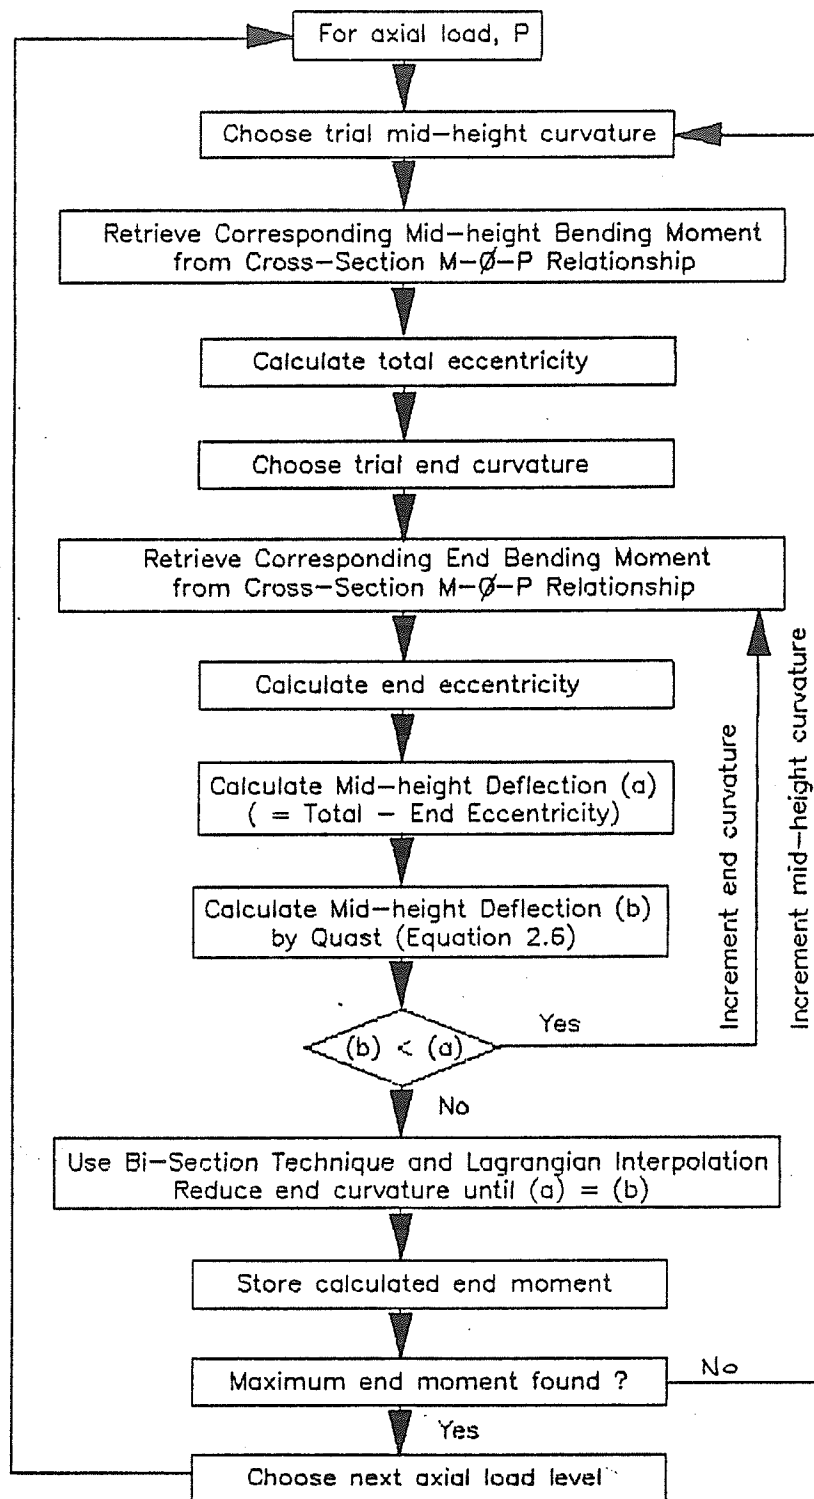 For axial load, P
Choose trial mid-height curvature
Retrieve Corresponding Mid-height Bending Moment
from Cross-Section M-Ø-P Relationship
Calculate total eccentricity
Choose trial end curvature
Retrieve Corresponding End Bending Moment
from Cross-Section M-Ø-P Relationship
Calculate end eccentricity
Calculate Mid-height Deflection (a)
( = Total - End Eccentricity)
Calculate Mid-height Deflection (b)
by Quast (Equation 2.6)
(b) < (a)
Yes
Increment end curvature
Increment mid-height curvature
No
Use Bi-Section Technique and Lagrangian Interpolation
Reduce end curvature until (a) = (b)
Store calculated end moment
Maximum end moment found ?
No
Yes
Choose next axial load level